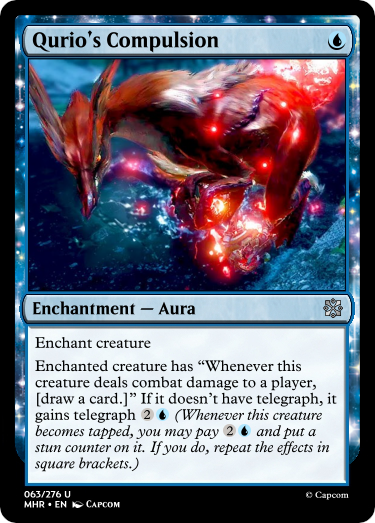 Qurio's Compulsion
Enchantment — Aura
Enchant creature
Enchanted creature has “Whenever this
creature deals combat damage to a player,
[draw a card.]” If it doesn't have telegraph, it
gains telegraph 2 (Whenever this creature
becomes tapped, you may pay 2 and put a
stun counter on it. If you do, repeat the effects in
square brackets.)
063/276 U
MHR • EN Capcom
© Capcom